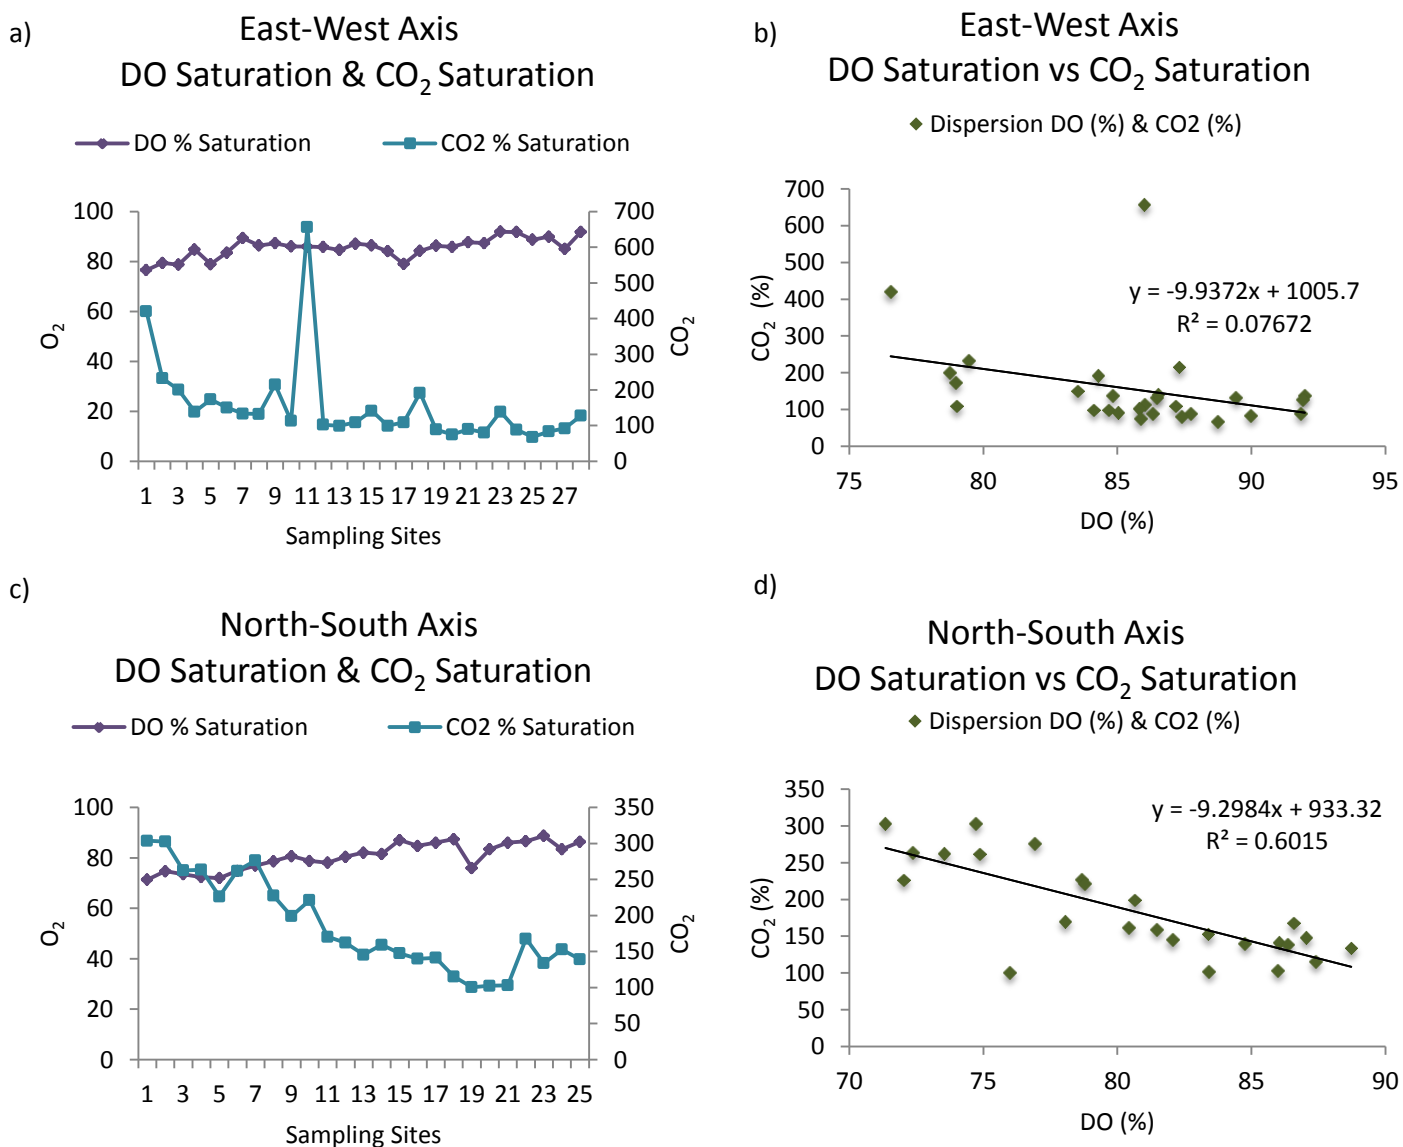 a)
East-West Axis
DO Saturation & CO₂ Saturation
DO % Saturation
CO2 % Saturation
100
80
60
40
20
0
O₂
700
600
500
400
300
200
100
0
CO₂
1 3 5 7 9 11 13 15 17 19 21 23 25 27
Sampling Sites
b)
East-West Axis
DO Saturation vs CO₂ Saturation
Dispersion DO (%) & CO2 (%)
700
600
500
400
300
200
100
0
CO₂ (%)
y = -9.9372x + 1005.7
R² = 0.07672
75 80 85 90 95
DO (%)
c)
North-South Axis
DO Saturation & CO₂ Saturation
DO % Saturation
CO2 % Saturation
100
80
60
40
20
0
O₂
350
300
250
200
150
100
50
0
CO₂
1 3 5 7 9 11 13 15 17 19 21 23 25
Sampling Sites
d)
North-South Axis
DO Saturation vs CO₂ Saturation
Dispersion DO (%) & CO2 (%)
350
300
250
200
150
100
50
0
CO₂ (%)
y = -9.2984x + 933.32
R² = 0.6015
70 75 80 85 90
DO (%)